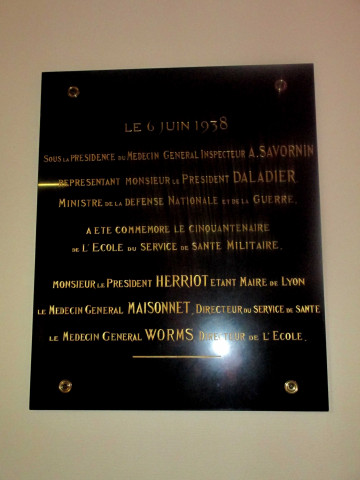 LE 6 JUIN 1938
SOUS LA PRESIDENCE DU MEDECIN GENERAL INSPECTEUR A. SAVORNIN
REPRESENTANT MONSIEUR LE PRESIDENT DALADIER
MINISTRE DE LA DEFENSE NATIONALE ET DE LA GUERRE,
A ETE COMMEMORE LE CINQUANTENAIRE
DE L'ECOLE DU SERVICE DE SANTE MILITAIRE,
MONSIEUR LE PRESIDENT HERRIOT ETANT MAIRE DE LYON
LE MEDECIN GENERAL MAISONNET, DIRECTEUR DU SERVICE DE SANTE
LE MEDECIN GENERAL WORMS DIRECTEUR DE L'ECOLE,